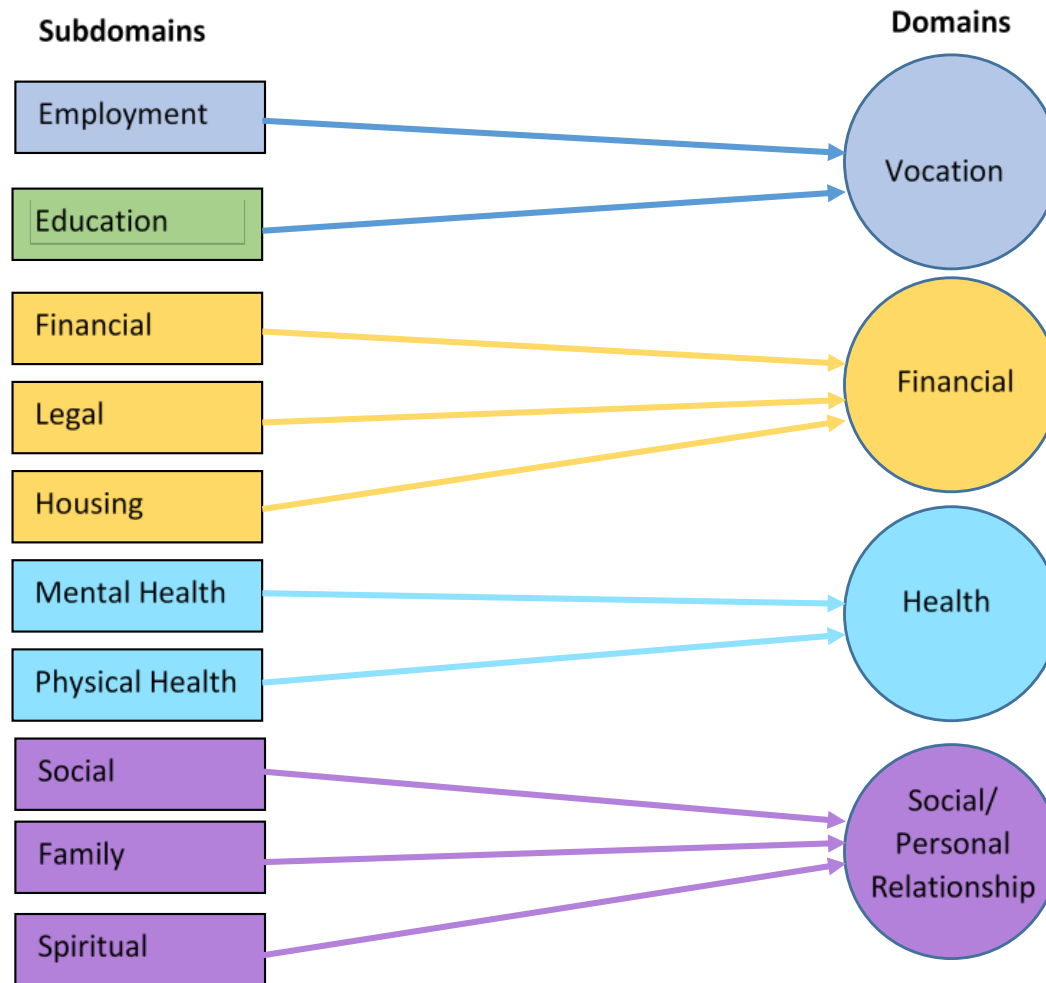 Subdomains
Domains
Employment
Education
Financial
Legal
Housing
Mental Health
Physical Health
Social
Family
Spiritual
Vocation
Financial
Health
Social/
Personal
Relationship